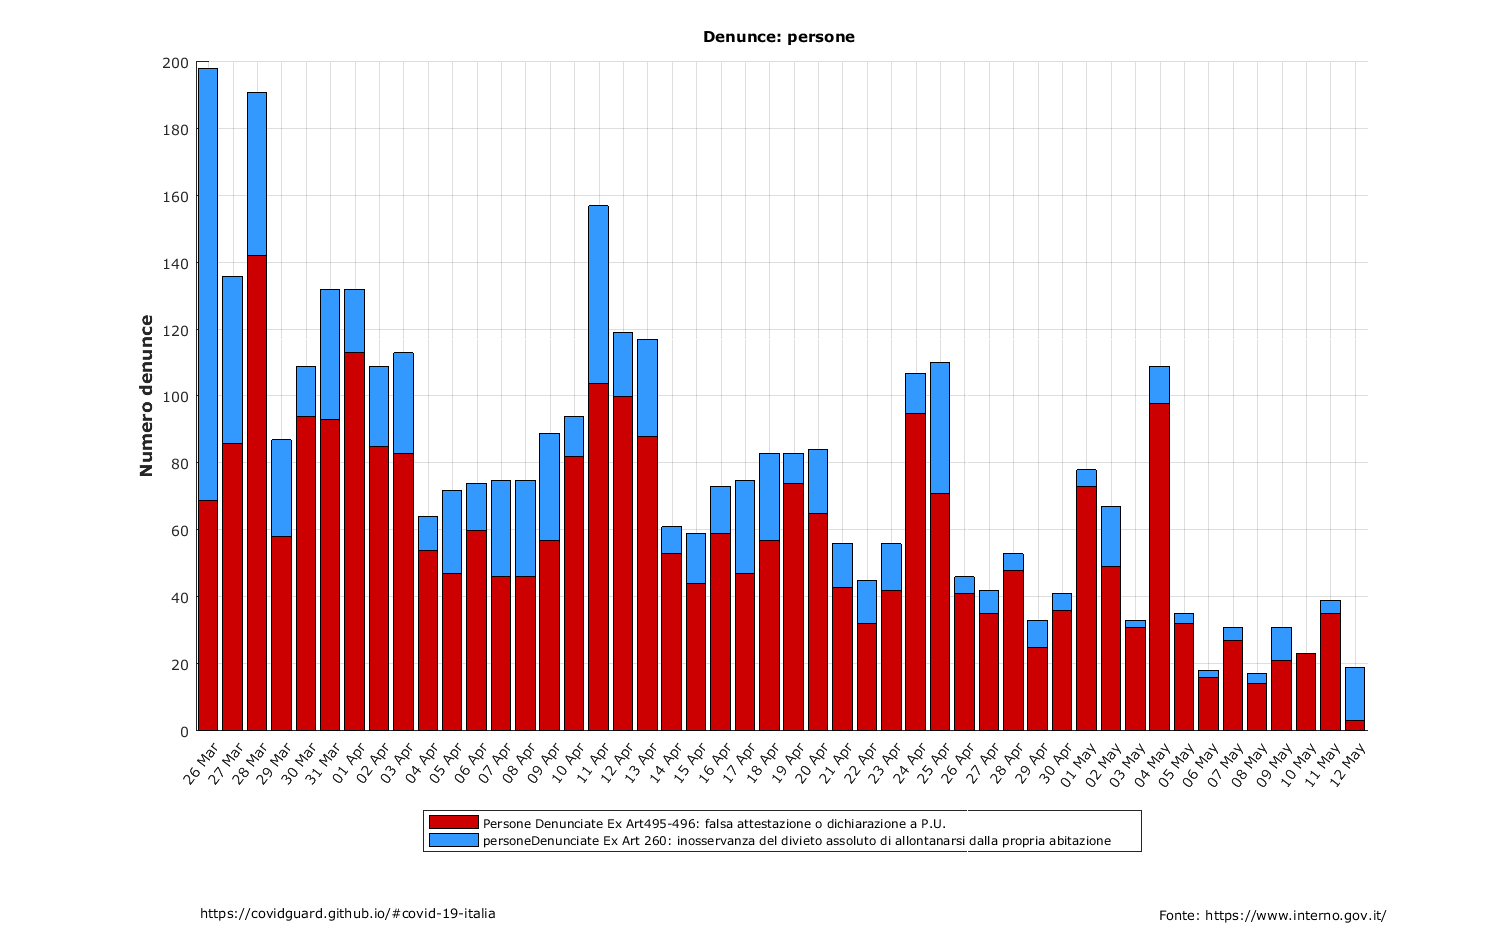 Denunce: persone
Numero denunce
200
180
160
140
120
100
80
60
40
20
0
26 Mar
27 Mar
28 Mar
29 Mar
30 Mar
31 Mar
01 Apr
02 Apr
03 Apr
04 Apr
05 Apr
06 Apr
07 Apr
08 Apr
09 Apr
10 Apr
11 Apr
12 Apr
13 Apr
14 Apr
15 Apr
16 Apr
17 Apr
18 Apr
19 Apr
20 Apr
21 Apr
22 Apr
23 Apr
24 Apr
25 Apr
26 Apr
27 Apr
28 Apr
29 Apr
30 Apr
01 May
02 May
03 May
04 May
05 May
06 May
07 May
08 May
09 May
10 May
11 May
12 May
Persone Denunciate Ex Art495-496: falsa attestazione o dichiarazione a P.U.
personeDenunciate Ex Art 260: inosservanza del divieto assoluto di allontanarsi dalla propria abitazione
https://covidguard.github.io/#covid-19-italia
Fonte: https://www.interno.gov.it/